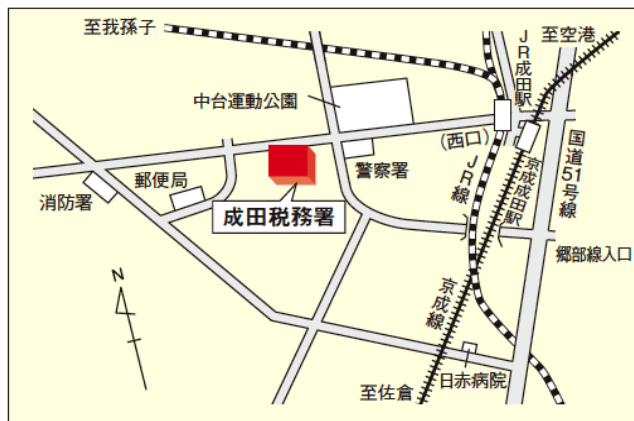 至我孫子
JR成田駅
至空港
中台運動公園
(西口)
国道51号線
警察署
JR線
京成成田駅
郵便局
消防署
成田税務署
郷部線入口
N
京成線
日赤病院
至佐倉